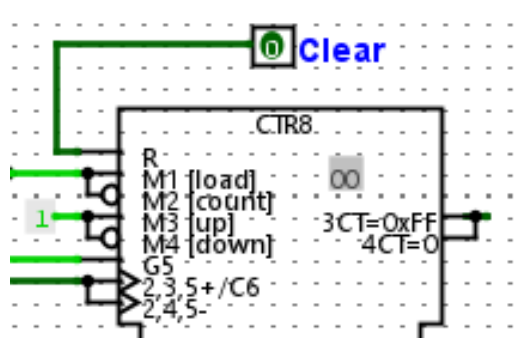 0 Clear
CTR8
R
M1 [load] 00
M2 [count]
1 M3 [up] 3CT=0xFF
M4 [down] 4CT=0
G5
2,3,5+/C6
2,4,5-